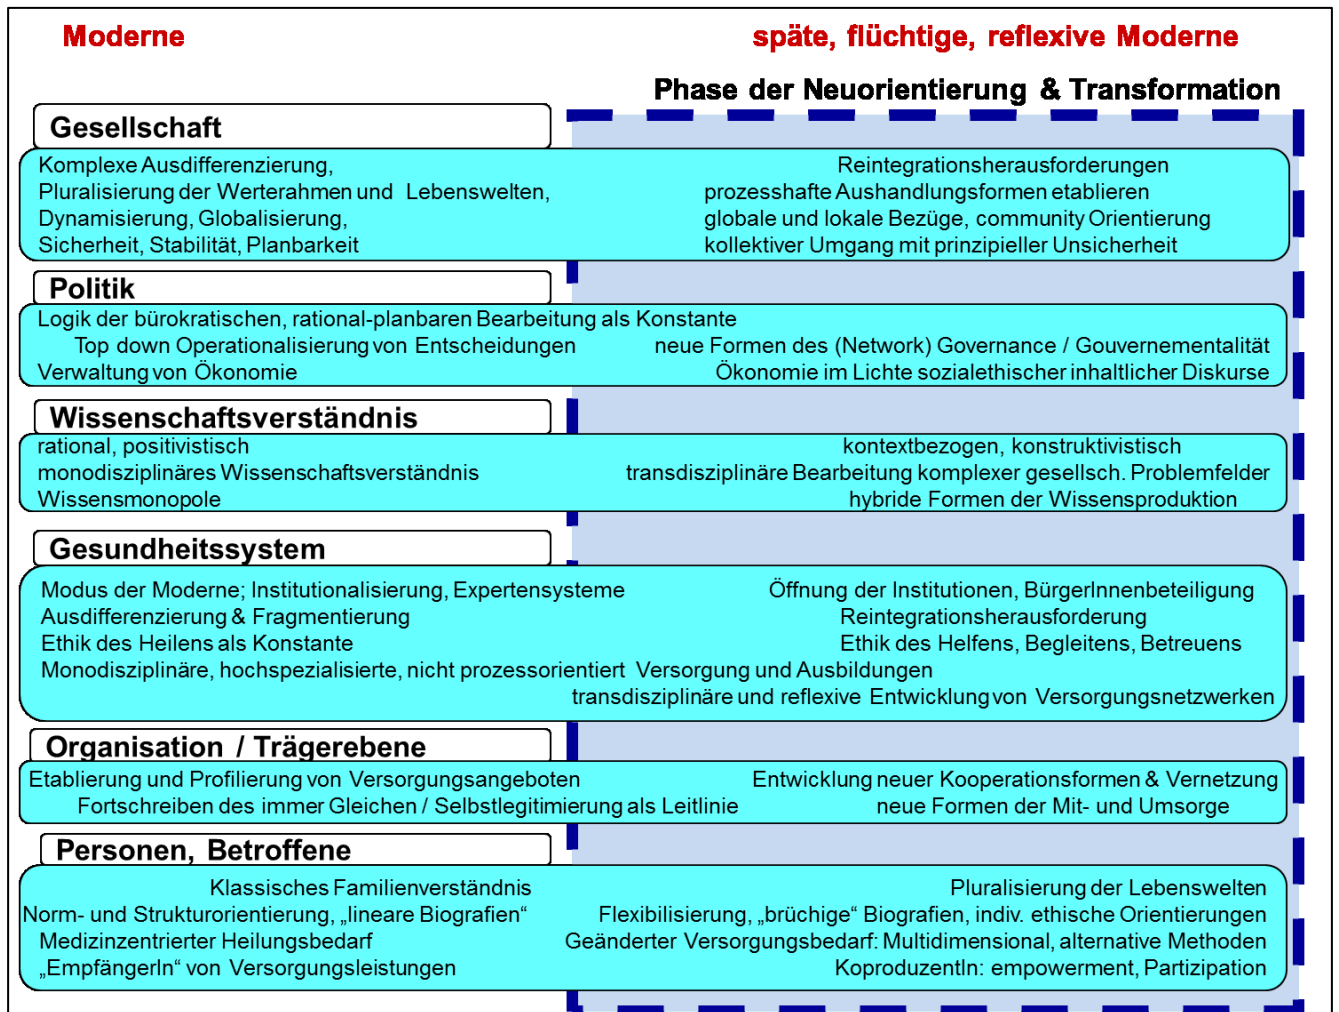 Moderne späte, flüchtige, reflexive Moderne
Phase der Neuorientierung & Transformation
Gesellschaft
Komplexe Ausdifferenzierung, Reintegrationsherausforderungen
Pluralisierung der Werterahmen und Lebenswelten, prozesshafte Aushandlungsformen etablieren
Dynamisierung, Globalisierung, globale und lokale Bezüge, community Orientierung
Sicherheit, Stabilität, Planbarkeit kollektiver Umgang mit prinzipieller Unsicherheit
Politik
Logik der bürokratischen, rational-planbaren Bearbeitung als Konstante
Top down Operationalisierung von Entscheidungen neue Formen des (Network) Governance / Gouvernementalität
Verwaltung von Ökonomie Ökonomie im Lichte sozialethischer inhaltlicher Diskurse
Wissenschaftsverständnis
rational, positivistisch kontextbezogen, konstruktivistisch
monodisziplinäres Wissenschaftsverständnis transdisziplinäre Bearbeitung komplexer gesellsch. Problemfelder
Wissensmonopole hybride Formen der Wissensproduktion
Gesundheitssystem
Modus der Moderne; Institutionalisierung, Expertensysteme Öffnung der Institutionen, BürgerInnenbeteiligung
Ausdifferenzierung & Fragmentierung Reintegrationsherausforderung
Ethik des Heilens als Konstante Ethik des Helfens, Begleitens, Betreuens
Monodisziplinäre, hochspezialisierte, nicht prozessorientiert Versorgung und Ausbildungen
transdisziplinäre und reflexive Entwicklung von Versorgungsnetzwerken
Organisation / Trägerebene
Etablierung und Profilierung von Versorgungsangeboten Entwicklung neuer Kooperationsformen & Vernetzung
Fortschreiben des immer Gleichen / Selbstlegitimierung als Leitlinie neue Formen der Mit- und Umsorge
Personen, Betroffene
Klassisches Familienverständnis Pluralisierung der Lebenswelten
Norm- und Strukturorientierung, „lineare Biografien“ Flexibilisierung, „brüchige“ Biografien, indiv. ethische Orientierungen
Medizinzentrierter Heilungsbedarf Geänderter Versorgungsbedarf: Multidimensional, alternative Methoden
„EmpfängerIn“ von Versorgungsleistungen KoproduzentIn: empowerment, Partizipation